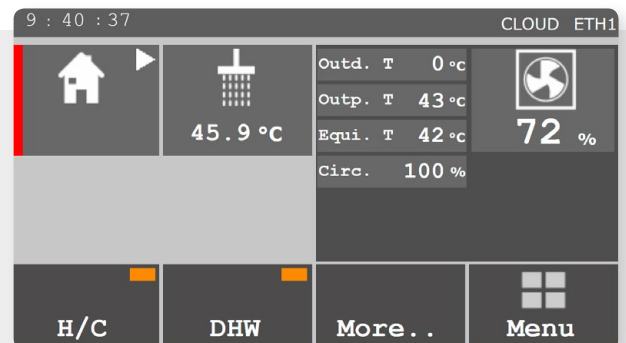 9 : 40 : 37 CLOUD ETH1
Outd. T 0 °C
Outp. T 43 °C
45.9 °C Equi. T 42 °C 72 %
Circ. 100 %
H/C DHW More.. Menu